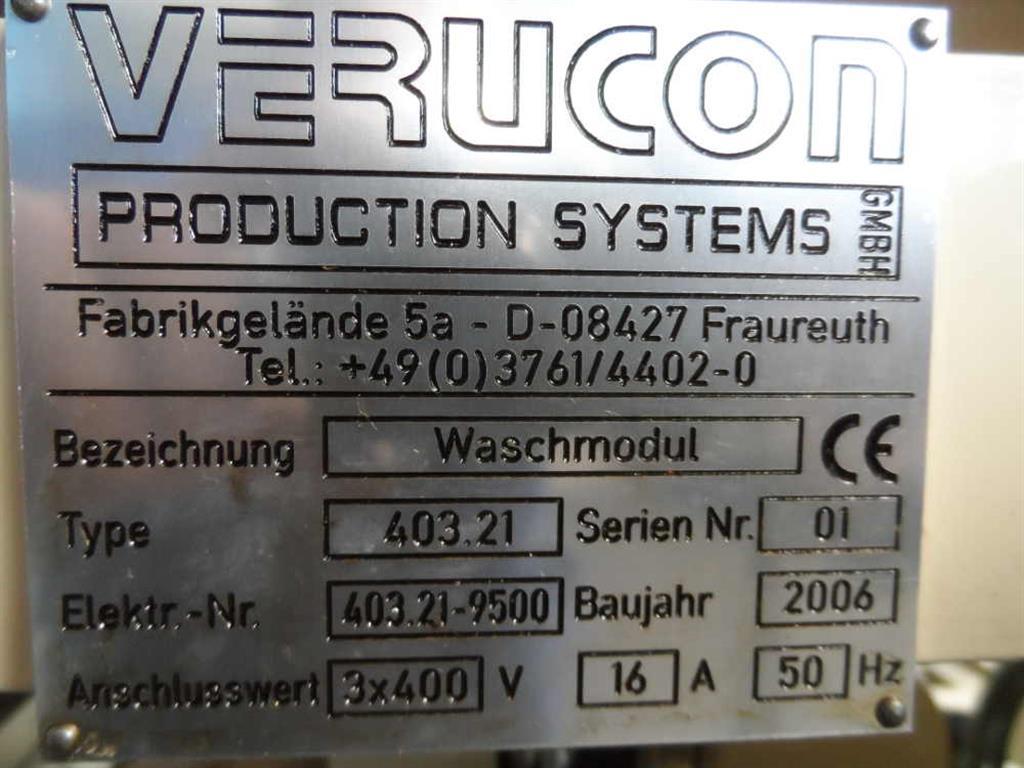 VERUCON
PRODUCTION SYSTEMS GMBH
Fabrikgelände 5a - D-08427 Fraureuth
Tel.: +49(0)3761/4402-0
Bezeichnung Waschmodul CE
Type 403.21 Serien Nr. 01
Elektr.-Nr. 403.21-9500 Baujahr 2006
Anschlusswert 3x400 V 16 A 50 Hz